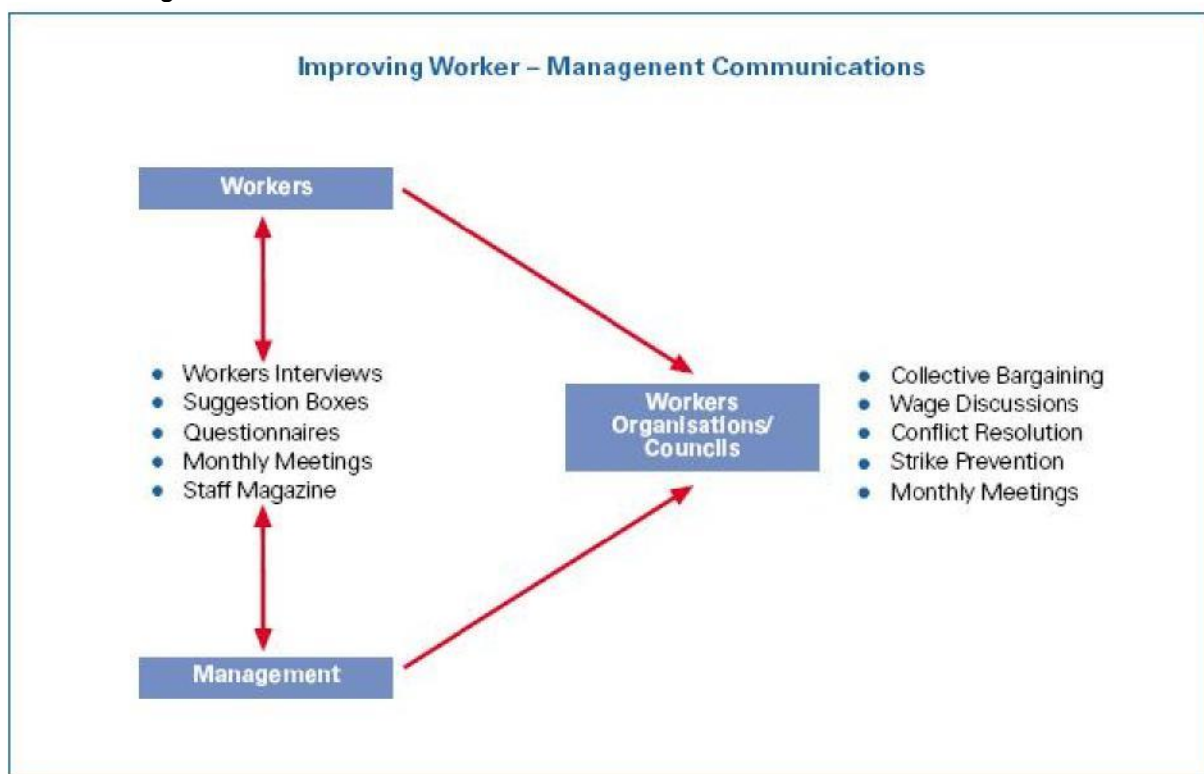 Improving Worker – Managenent Communications
Workers
Workers Interviews
Suggestion Boxes
Questionnaires
Monthly Meetings
Staff Magazine
Workers
Organisations/
Councils
Collective Bargaining
Wage Discussions
Conflict Resolution
Strike Prevention
Monthly Meetings
Management